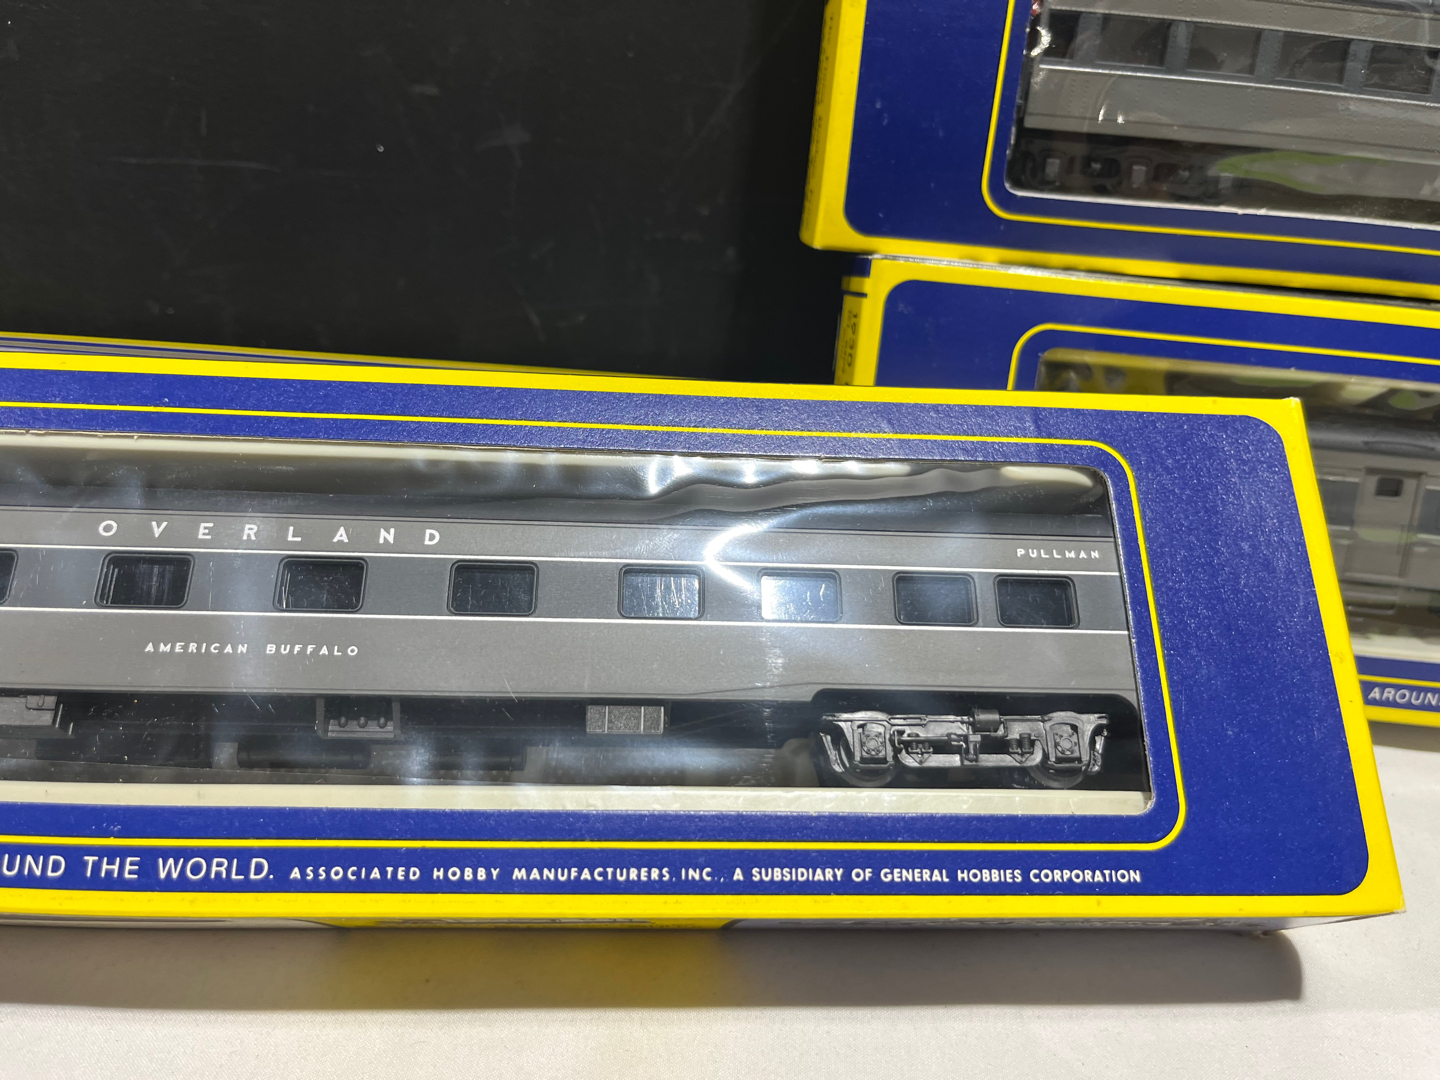 OVERLAND
PULLMAN
AMERICAN BUFFALO
AROUN
UND THE WORLD. ASSOCIATED HOBBY MANUFACTURERS, INC., A SUBSIDIARY OF GENERAL HOBBIES CORPORATION